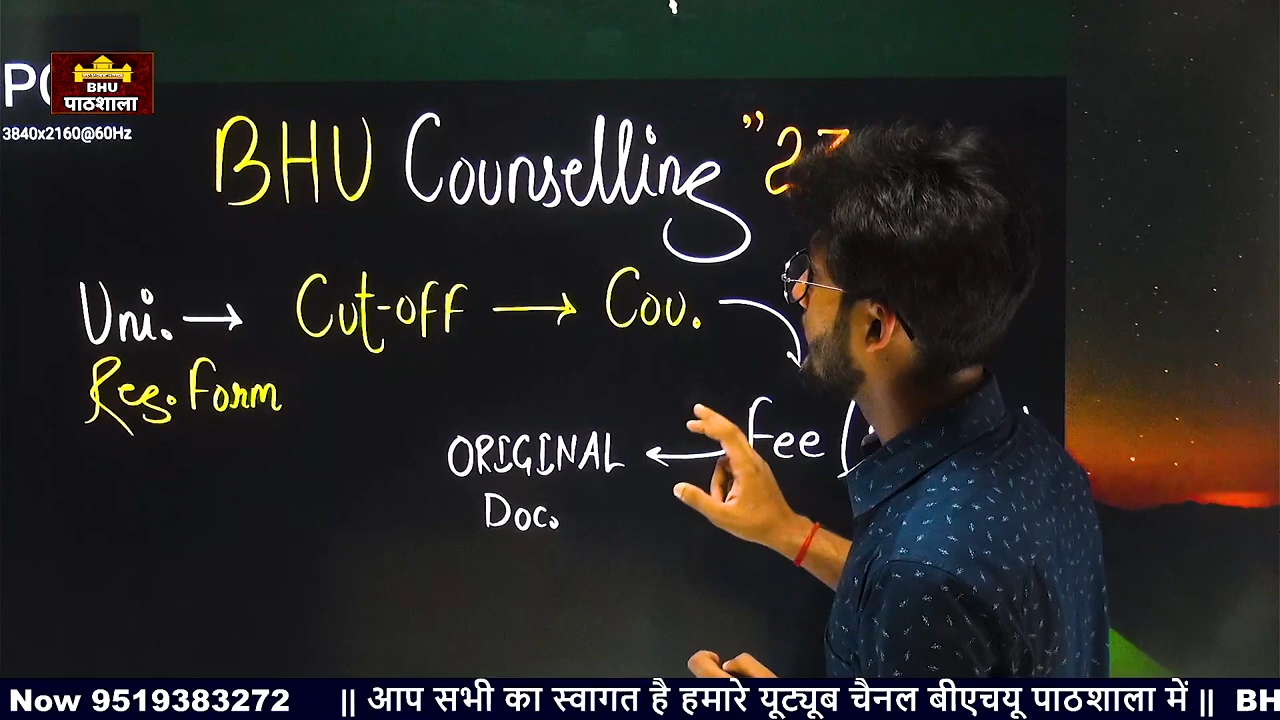 BHU
पाठशाला
3840x2160@60Hz
BHU Counselling "23
Uni. → Cut-off → Cou.
Reg. Form
ORIGINAL ← Fee (
Doc.
Now 9519383272 || आप सभी का स्वागत है हमारे यूट्यूब चैनल बीएचयू पाठशाला में || BH